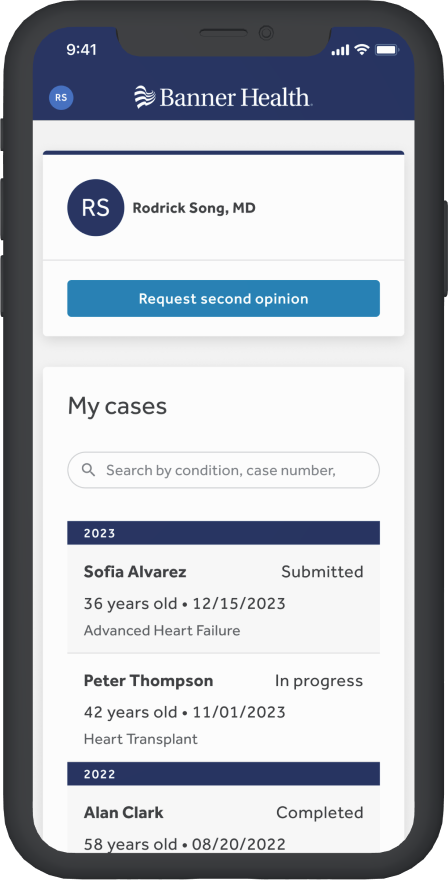 9:41
RS
Banner Health
RS
Rodrick Song, MD
Request second opinion
My cases
Search by condition, case number,
2023
Sofia Alvarez Submitted
36 years old • 12/15/2023
Advanced Heart Failure
Peter Thompson In progress
42 years old • 11/01/2023
Heart Transplant
2022
Alan Clark Completed
58 years old • 08/20/2022